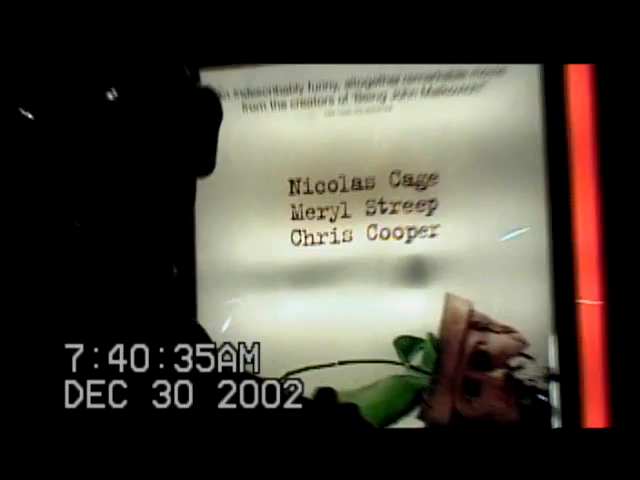 indescribably funny, altogether remarkable movie
from the creators of 'Being John Malkovich'
Nicolas Cage
Meryl Streep
Chris Cooper
7:40:35AM
DEC 30 2002